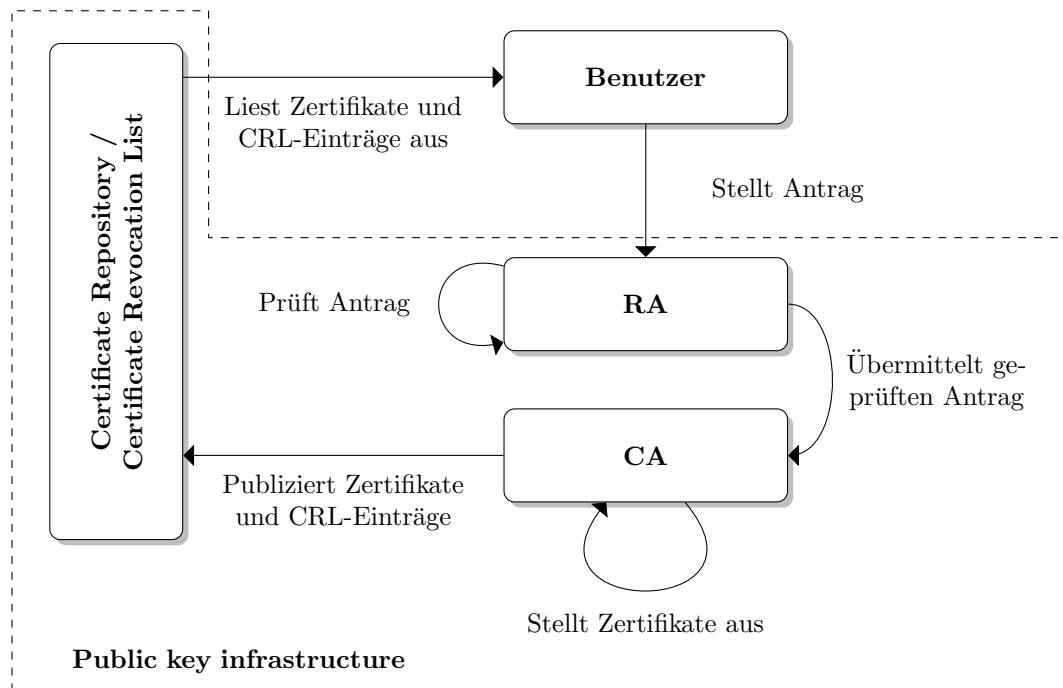 Certificate Repository /
Certificate Revocation List
Benutzer
Liest Zertifikate und
CRL-Einträge aus
Stellt Antrag
Prüft Antrag
RA
Übermittelt ge-
prüften Antrag
CA
Publiziert Zertifikate
und CRL-Einträge
Stellt Zertifikate aus
Public key infrastructure